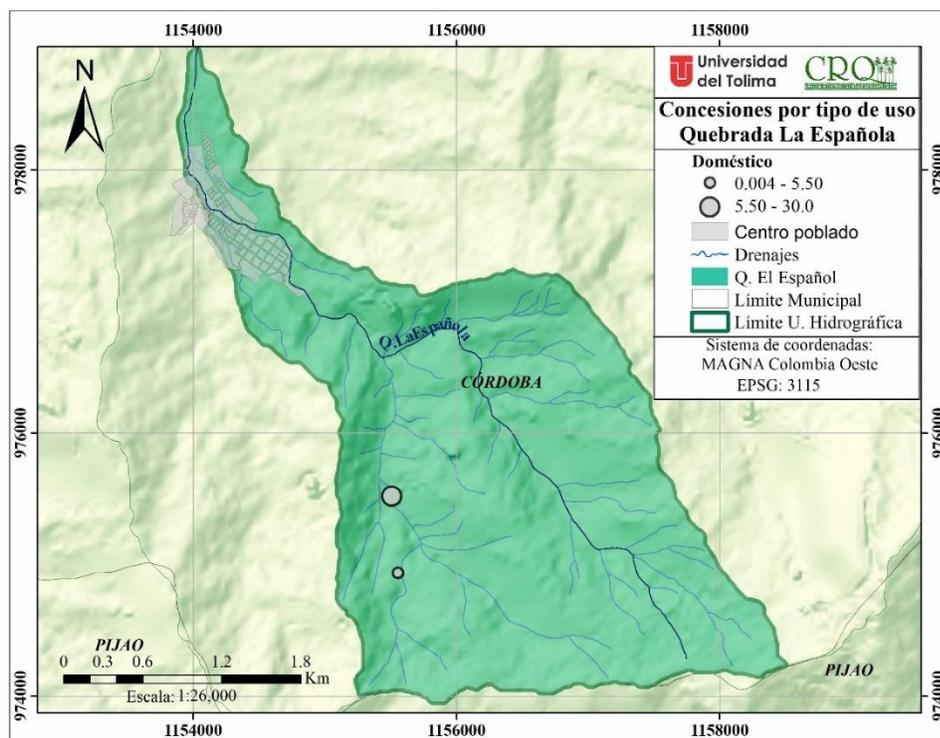 1154000 1156000 1158000
N
Universidad
del Tolima
CRQ
Concesiones por tipo de uso
Quebrada La Española
Doméstico
0.004 - 5.50
5.50 - 30.0
Centro poblado
Drenajes
Q. El Español
Límite Municipal
Límite U. Hidrográfica
Sistema de coordenadas:
MAGNA Colombia Oeste
EPSG: 3115
978000 978000
Q.LaEspañola
CÓRDOBA
976000 976000
PIJAO
0 0.3 0.6 1.2 1.8
Km
Escala: 1:26,000
PIJAO
974000 974000
1154000 1156000 1158000